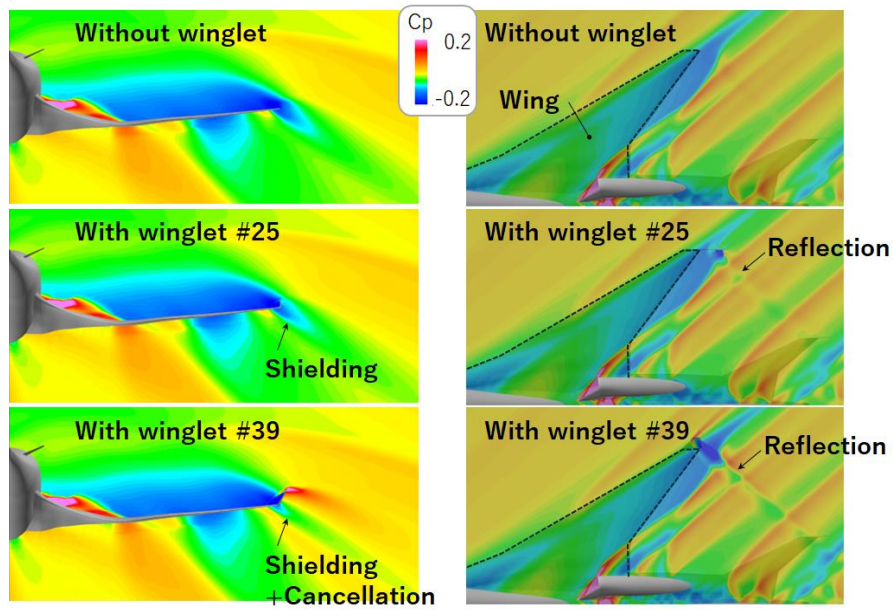 Without winglet
Cp
0.2
-0.2
Without winglet
Wing
With winglet #25
Shielding
With winglet #25
Reflection
With winglet #39
Shielding
+Cancellation
With winglet #39
Reflection